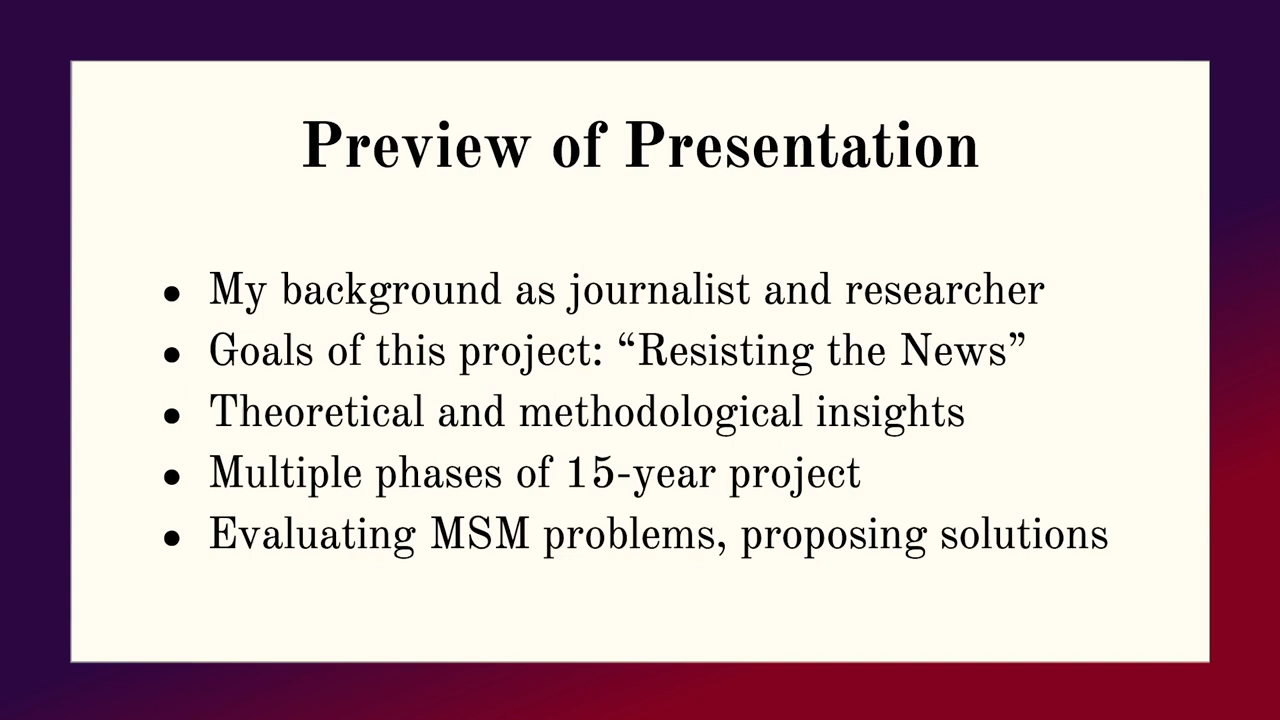 Preview of Presentation
• My background as journalist and researcher
• Goals of this project: “Resisting the News”
• Theoretical and methodological insights
• Multiple phases of 15-year project
• Evaluating MSM problems, proposing solutions